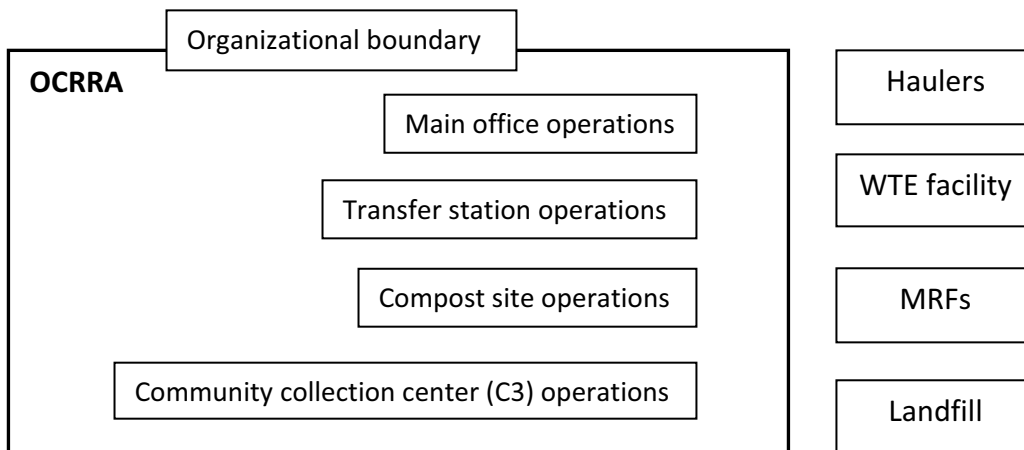 Organizational boundary
OCRRA
Main office operations
Transfer station operations
Compost site operations
Community collection center (C3) operations
Haulers
WTE facility
MRFs
Landfill